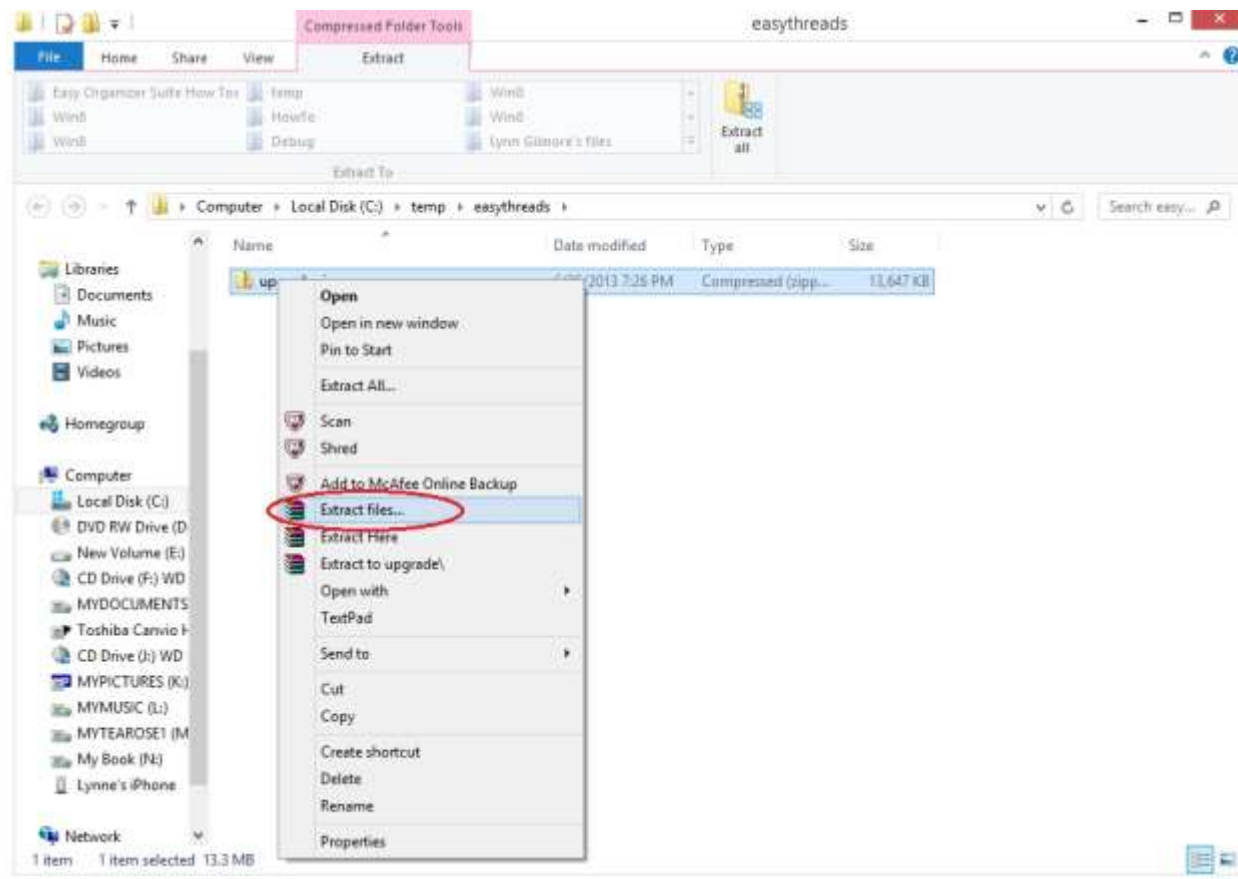 Compressed Folder Tools
easythreads
File Home Share View Extract
Easy Organizer Suite How Tos temp Win8
Win8 HowTo Win8
Win8 Debug Lynn Gilmore's files
Extract all
Extract To
Computer Local Disk (C:) temp easythreads
Search easy...
Name Date modified Type Size
up 2013 7:26 PM Compressed (zipp... 13,647 KB
Libraries
Documents
Music
Pictures
Videos
Homegroup
Computer
Local Disk (C:)
DVD RW Drive (D
New Volume (E:)
CD Drive (F:) WD
MYDOCUMENTS
Toshiba Canvio H
CD Drive (J:) WD
MYPICTURES (K:)
MYMUSIC (L:)
MYTEAROSE1 (M
My Book (N:)
Lynne's iPhone
Network
Open
Open in new window
Pin to Start
Extract All...
Scan
Shred
Add to McAfee Online Backup
Extract files...
Extract Here
Extract to upgrade\
Open with
TextPad
Send to
Cut
Copy
Create shortcut
Delete
Rename
Properties
1 item 1 item selected 13.3 MB